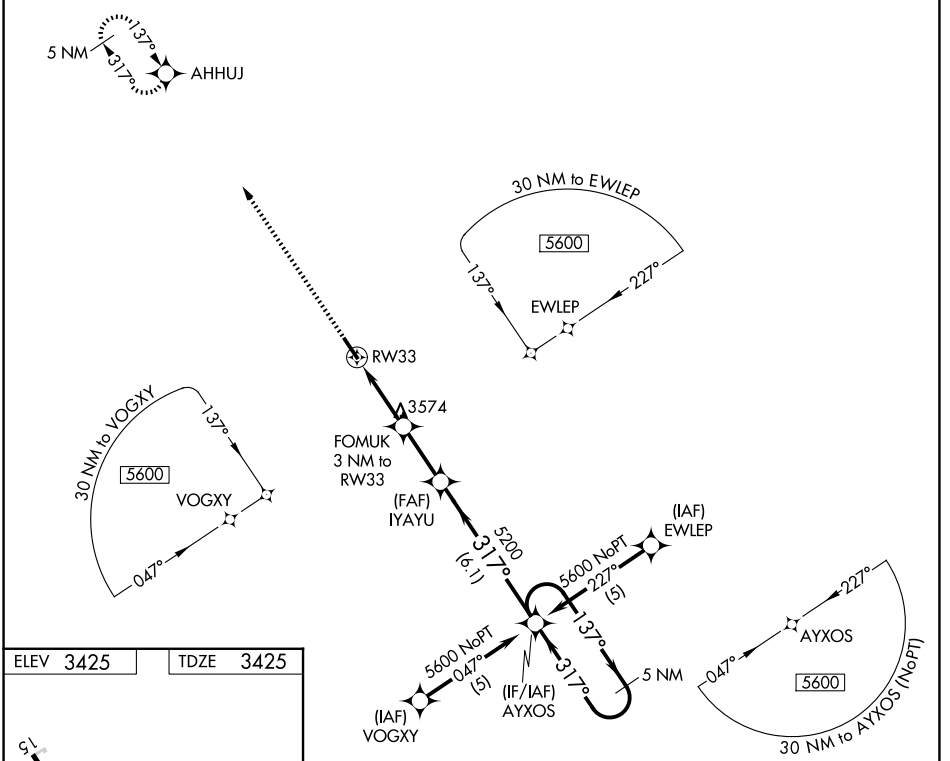 5 NM
137°
317°
AHHUJ
30 NM to EWLEP
5600
137°
227°
EWLEP
RW33
3574
FOMUK
3 NM to
RW33
(FAF)
IYAYU
30 NM to VOGXY
137°
5600
VOGXY
047°
5200
317°
(6.1)
(IAF)
EWLEP
5600 NoPT
227°
(5)
137°
317°
5 NM
5600 NoPT
047°
(5)
(IF/IAF)
AYXOS
(IAF)
VOGXY
227°
AYXOS
047°
5600
30 NM to AYXOS (NoPT)
ELEV 3425
TDZE 3425
15